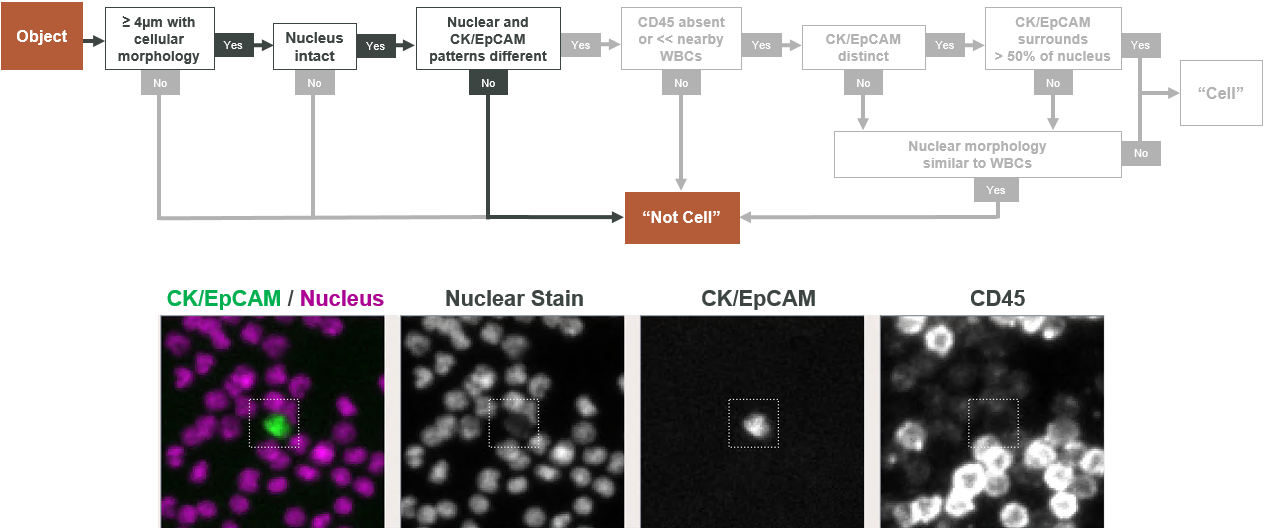 Object
≥ 4µm with
cellular
morphology
Yes
No
Nucleus
intact
Yes
No
Nuclear and
CK/EpCAM
patterns different
Yes
No
CD45 absent
or << nearby
WBCs
Yes
No
CK/EpCAM
distinct
Yes
No
CK/EpCAM
surrounds
> 50% of nucleus
Yes
No
“Cell”
Nuclear morphology
similar to WBCs
No
Yes
“Not Cell”
CK/EpCAM / Nucleus
Nuclear Stain
CK/EpCAM
CD45